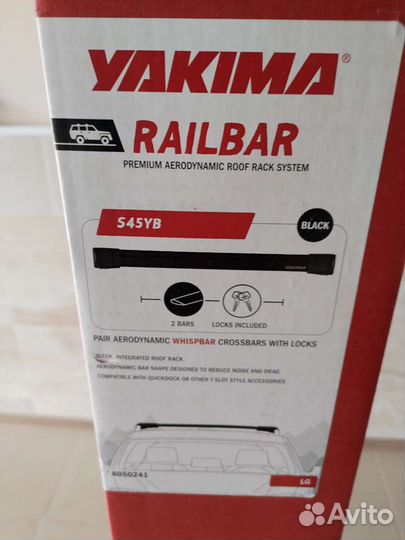 YAKIMA®
RAILBAR
PREMIUM AERODYNAMIC ROOF RACK SYSTEM
S45YB
BLACK
YAKIMA
2 BARS
LOCKS INCLUDED
PAIR AERODYNAMIC WHISPBAR CROSSBARS WITH LOCKS
SLEEK, INTEGRATED ROOF RACK
AERODYNAMIC BAR SHAPE DESIGNED TO REDUCE NOISE AND DRAG
COMPATIBLE WITH QUICKDOCK OR OTHER T-SLOT STYLE ACCESSORIES
8050241
LG
Avito